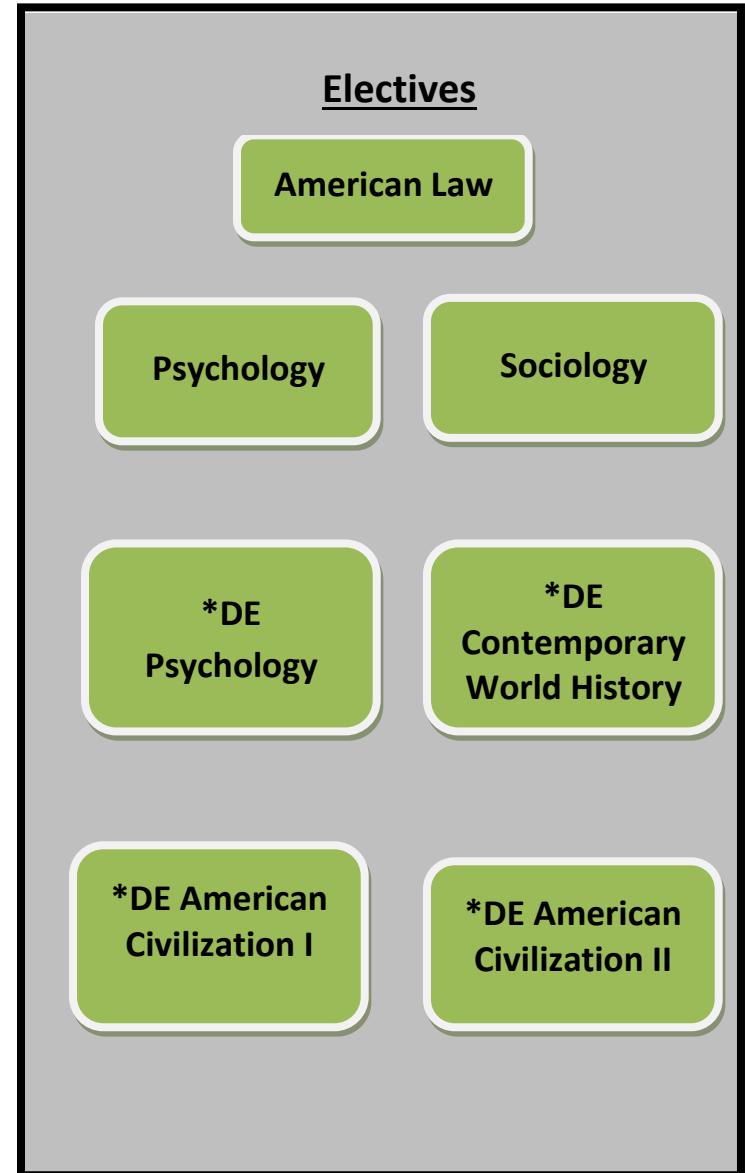 Electives
American Law
Psychology
Sociology
*DE
Psychology
*DE
Contemporary
World History
*DE American
Civilization I
*DE American
Civilization II